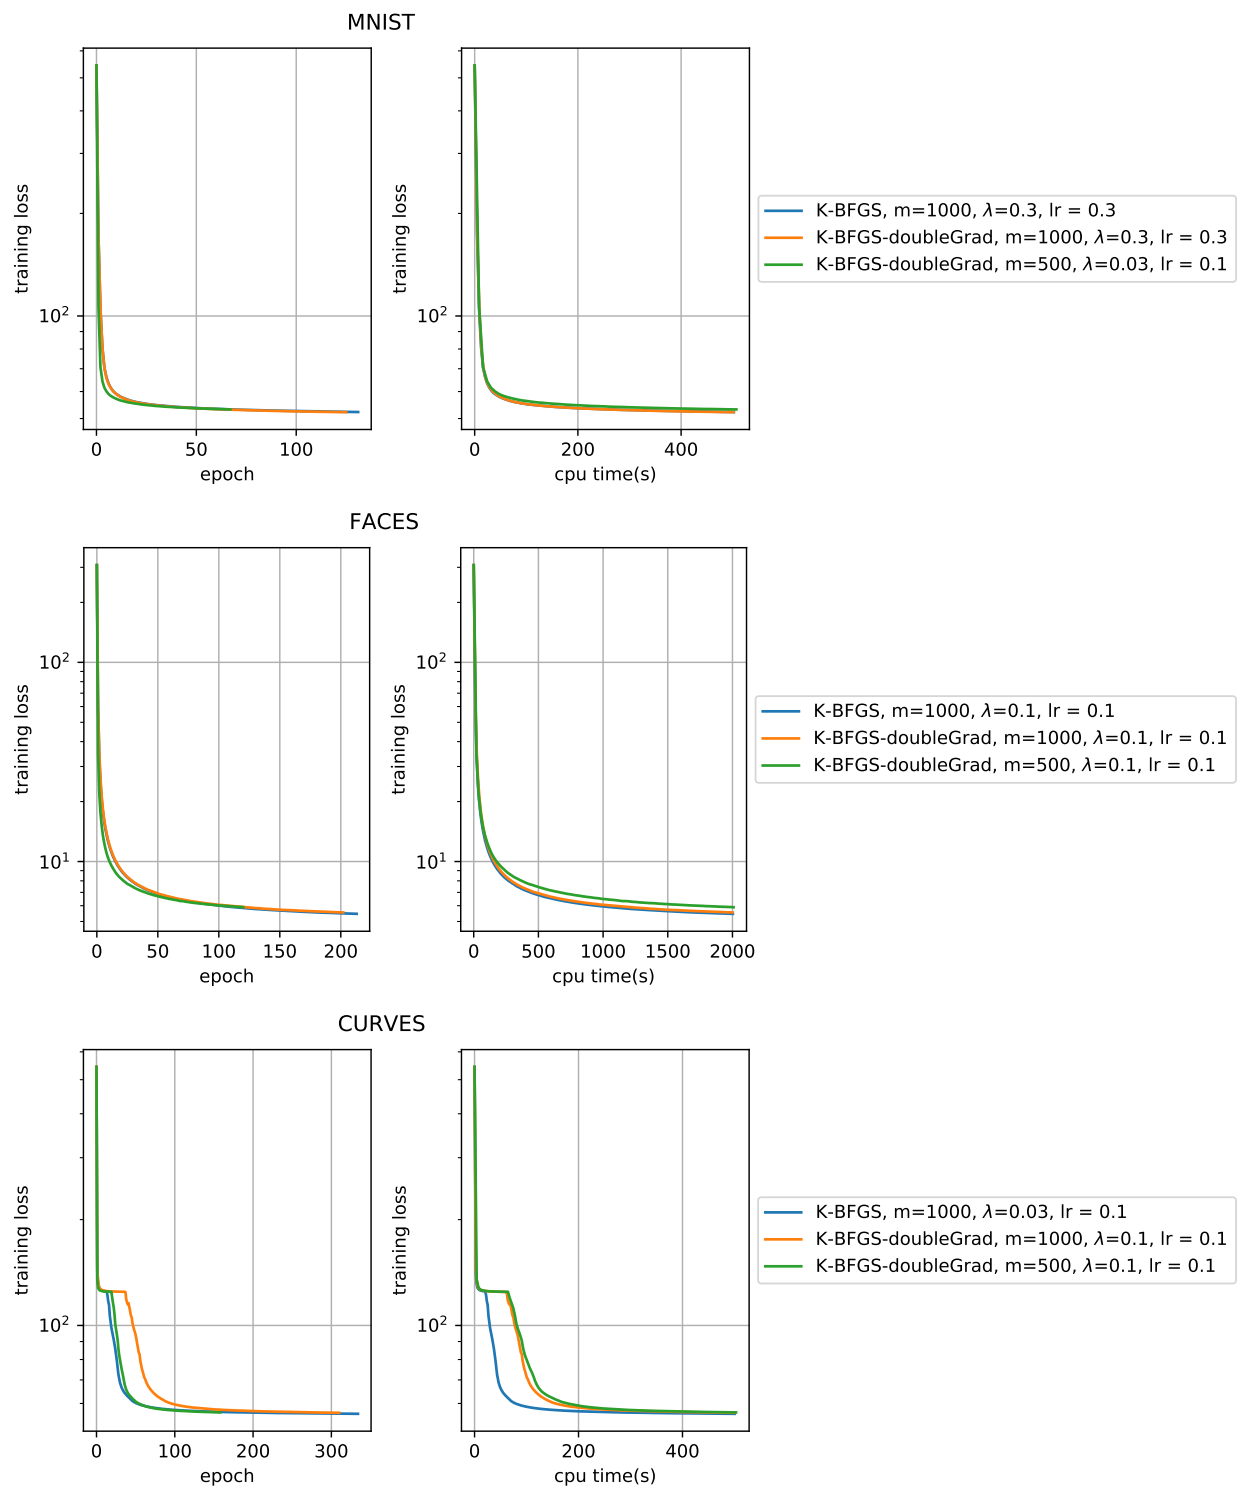 MNIST
training loss
10²
0 50 100
epoch
training loss
10²
0 200 400
cpu time(s)
K-BFGS, m=1000, λ=0.3, lr = 0.3
K-BFGS-doubleGrad, m=1000, λ=0.3, lr = 0.3
K-BFGS-doubleGrad, m=500, λ=0.03, lr = 0.1
FACES
training loss
10²
10¹
0 50 100 150 200
epoch
training loss
10²
10¹
0 500 1000 1500 2000
cpu time(s)
K-BFGS, m=1000, λ=0.1, lr = 0.1
K-BFGS-doubleGrad, m=1000, λ=0.1, lr = 0.1
K-BFGS-doubleGrad, m=500, λ=0.1, lr = 0.1
CURVES
training loss
10²
0 100 200 300
epoch
training loss
10²
0 200 400
cpu time(s)
K-BFGS, m=1000, λ=0.03, lr = 0.1
K-BFGS-doubleGrad, m=1000, λ=0.1, lr = 0.1
K-BFGS-doubleGrad, m=500, λ=0.1, lr = 0.1